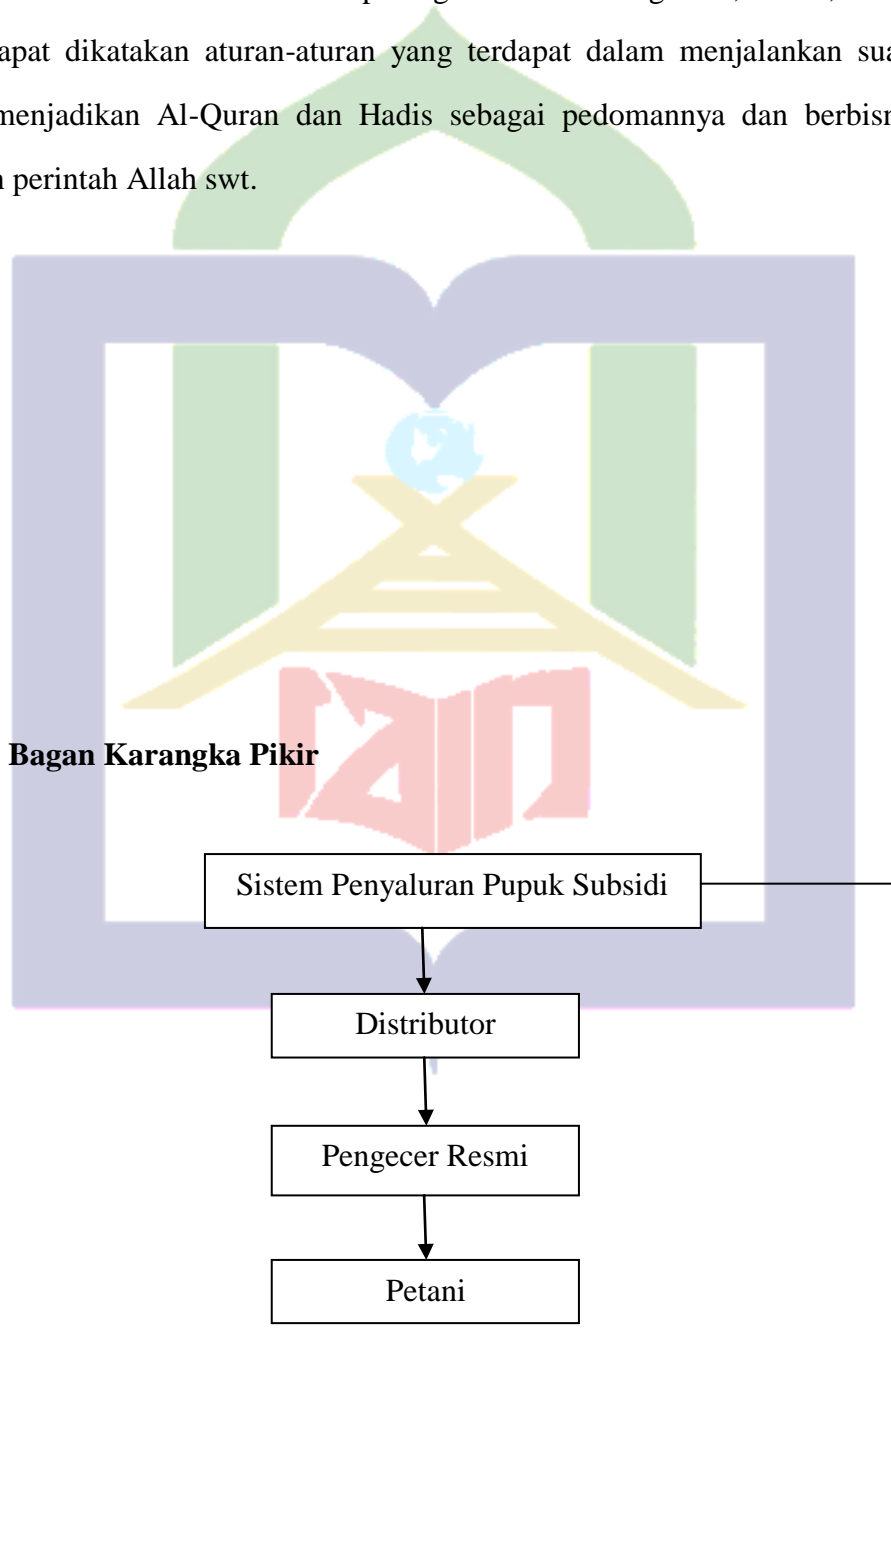 apat dikatakan aturan-aturan yang terdapat dalam menjalankan sua
menjadikan Al-Quran dan Hadis sebagai pedomannya dan berbisn
perintah Allah swt.
Bagan Karangka Pikir
Sistem Penyaluran Pupuk Subsidi
Distributor
Pengecer Resmi
Petani